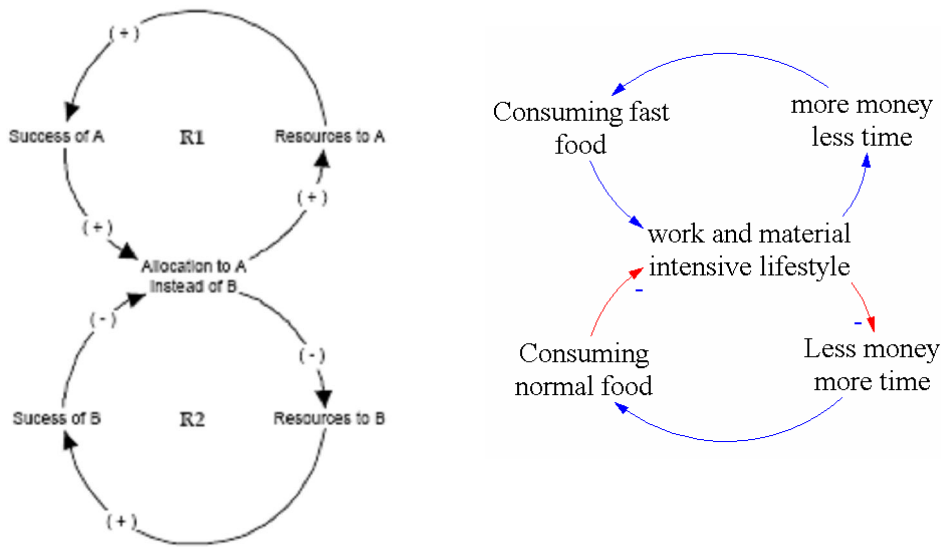 (+)
Success of A
R1
Resources to A
(+)
(+)
Allocation to A
Instead of B
(-)
(-)
Sucess of B
R2
Resources to B
(+)
Consuming fast
food
more money
less time
work and material
intensive lifestyle
-
-
Consuming
normal food
Less money
more time